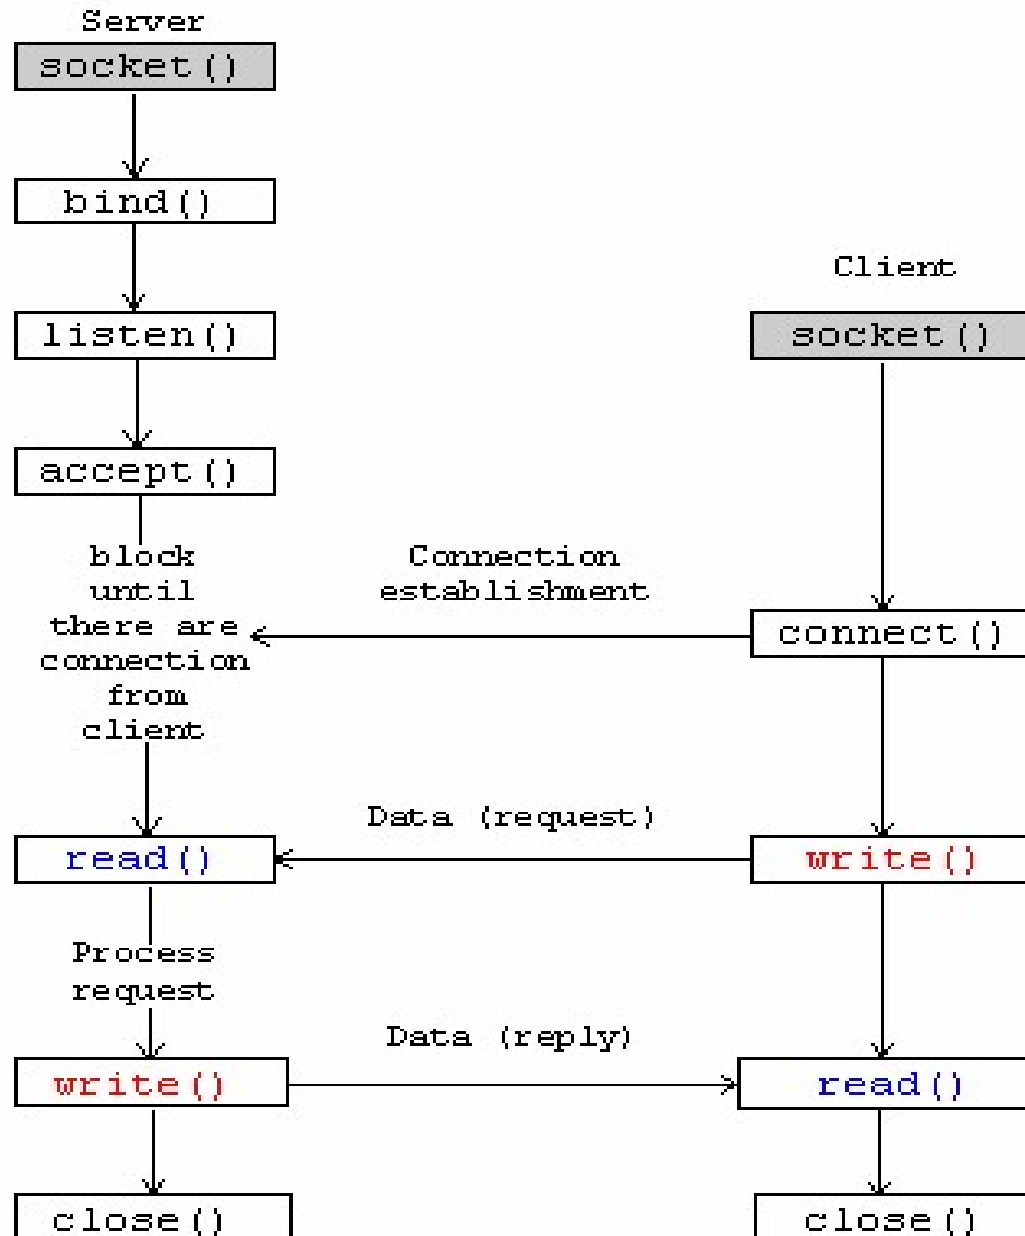 Server
socket()
bind()
Client
listen()
socket()
accept()
block
until
there are
connection
from
client
Connection
establishment
connect()
Data (request)
read()
write()
Process
request
Data (reply)
write()
read()
close()
close()